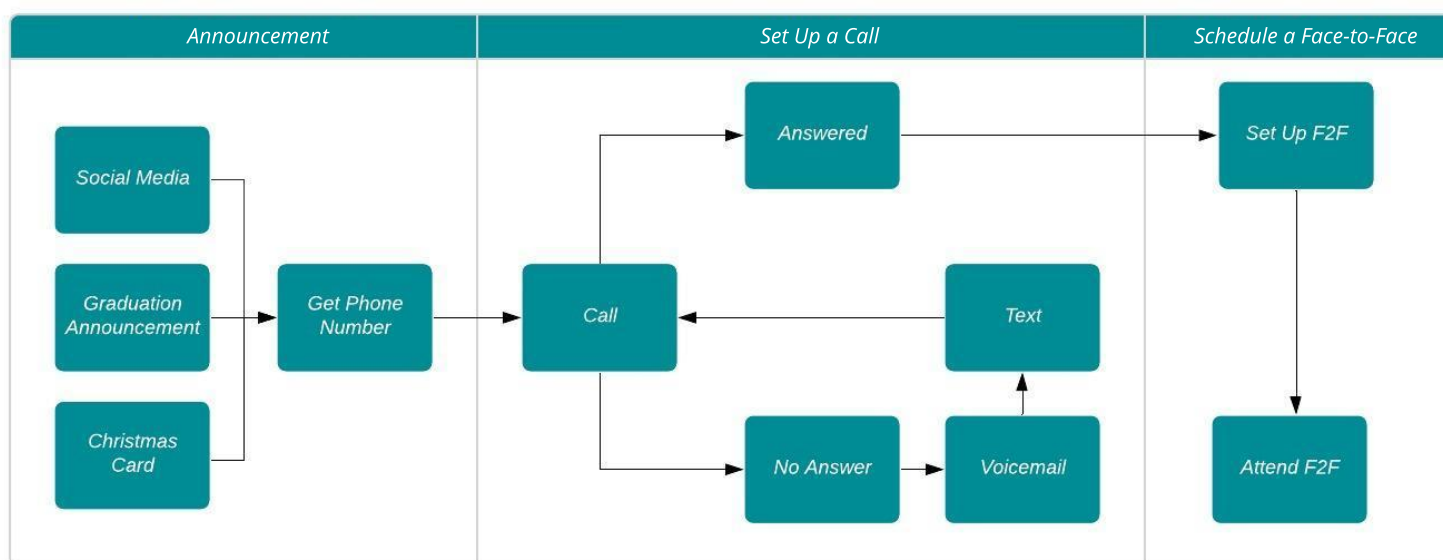 Announcement
Set Up a Call
Schedule a Face-to-Face
Social Media
Graduation
Announcement
Christmas
Card
Get Phone
Number
Call
Answered
No Answer
Voicemail
Text
Set Up F2F
Attend F2F